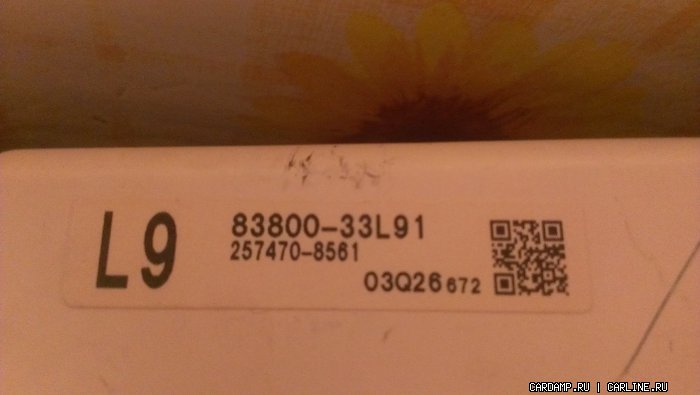 L9
83800-33L91
257470-8561
03Q26 672
CARDAMP.RU | CARLINE.RU